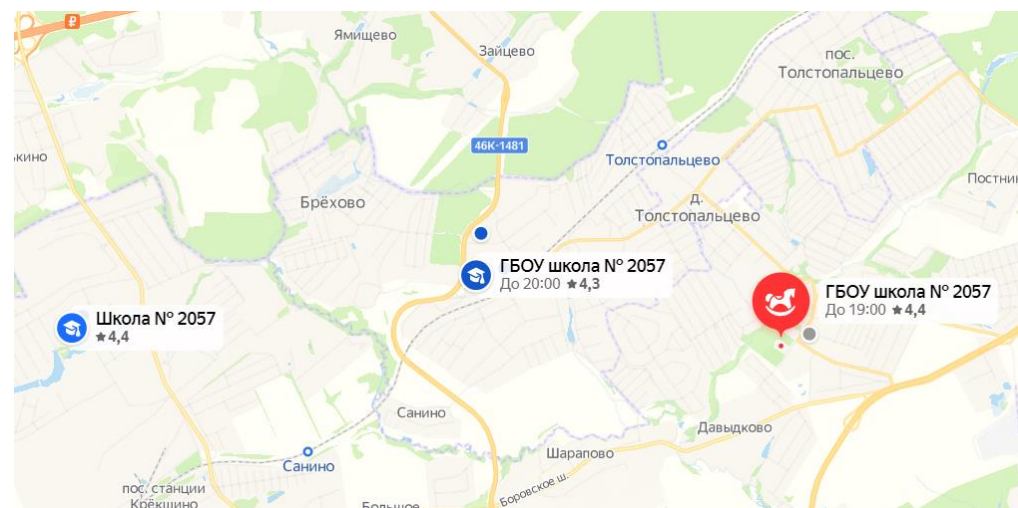 ₽
Ямищево
Зайцево
пос.
Толстопальцево
46К-1481
ькино
Толстопальцево
Постни
Брёхово
д.
Толстопальцево
ГБОУ школа № 2057
До 20:00 ★4,3
ГБОУ школа № 2057
До 19:00 ★4,4
Школа № 2057
★4,4
Санино
Давыдково
Шарапово
Санино
Боровское ш.
пос. станции
Крёкшино
Большое